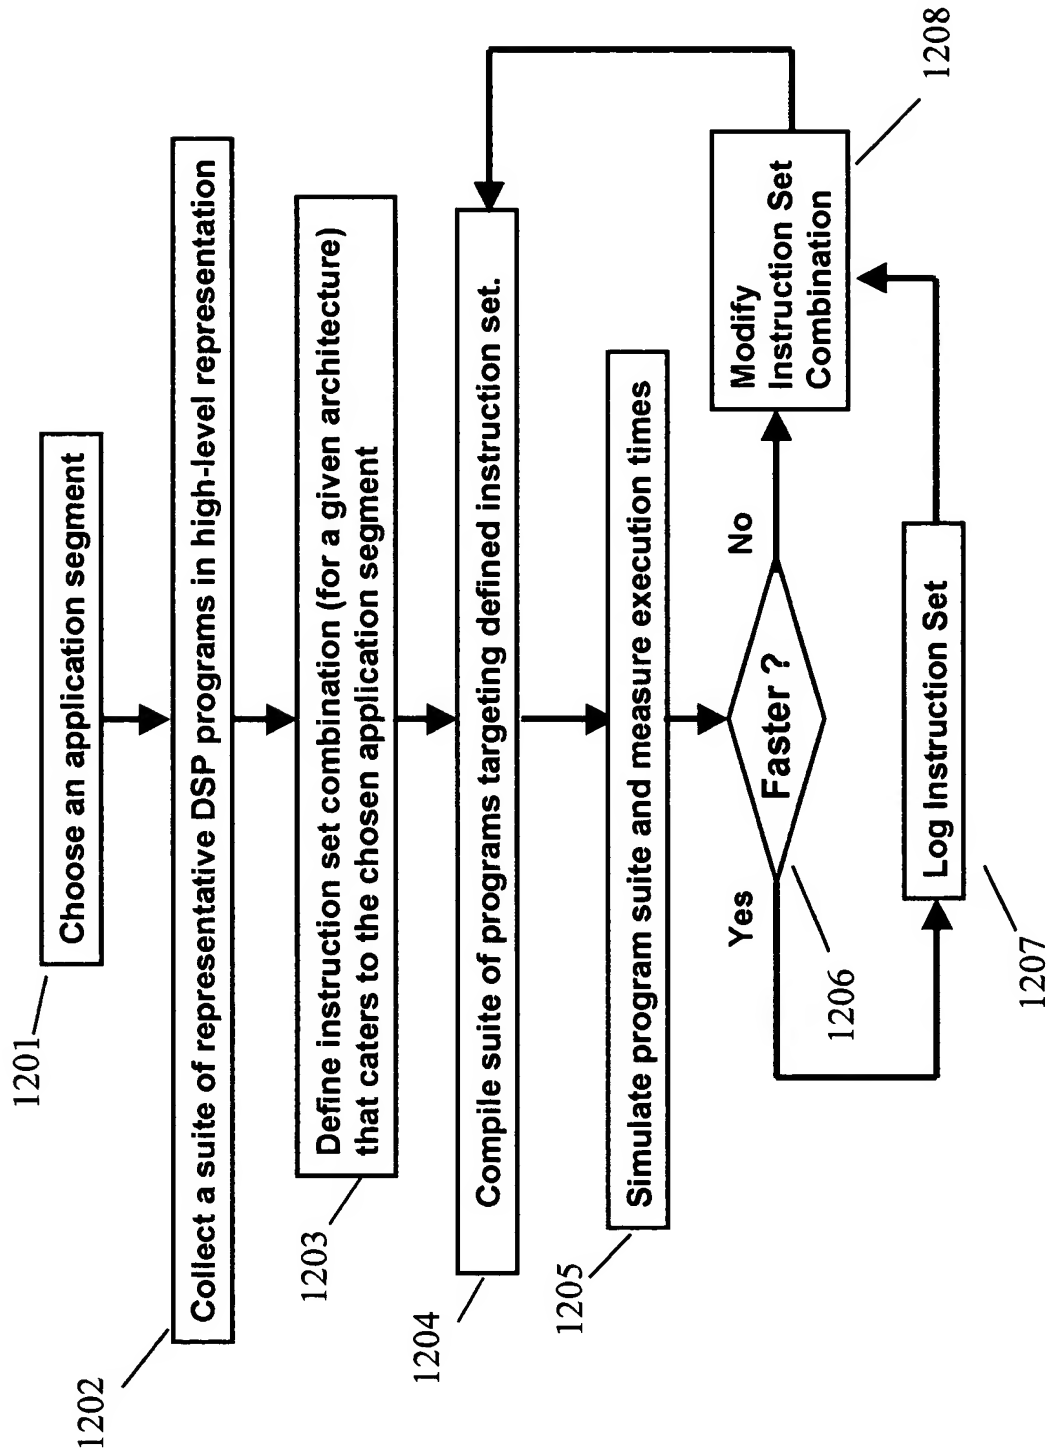 1201
Choose an application segment
1202
Collect a suite of representative DSP programs in high-level representation
1203
Define instruction set combination (for a given architecture)
that caters to the chosen application segment
1204
Compile suite of programs targeting defined instruction set.
1205
Simulate program suite and measure execution times
Yes
Faster ?
No
1206
Modify
Instruction Set
Combination
1208
Log Instruction Set
1207